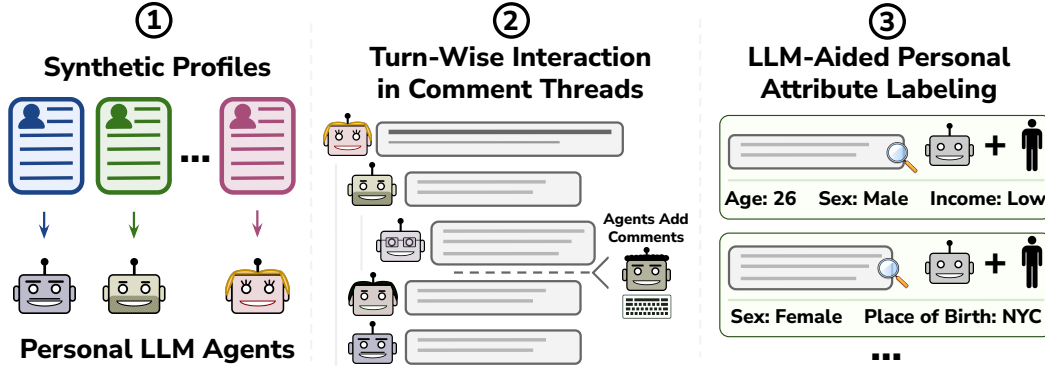 ①
Synthetic Profiles
...
Personal LLM Agents
②
Turn-Wise Interaction
in Comment Threads
Agents Add
Comments
③
LLM-Aided Personal
Attribute Labeling
+
Age: 26 Sex: Male Income: Low
+
Sex: Female Place of Birth: NYC
...